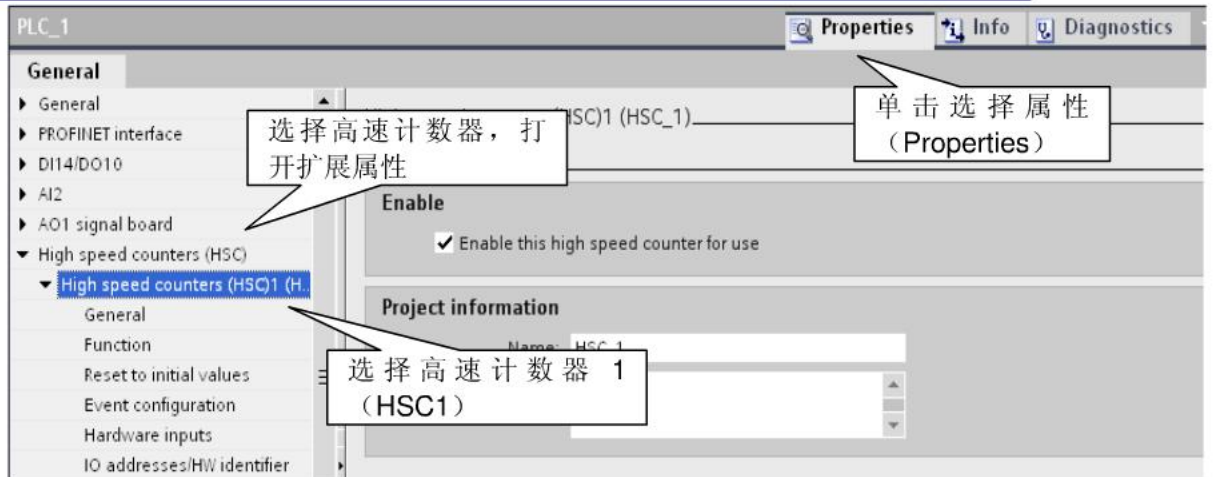 PLC_1
Properties
Info
Diagnostics
General
General
PROFINET interface
DI14/DO10
AI2
AO1 signal board
High speed counters (HSC)
High speed counters (HSC)1 (H..
General
Function
Reset to initial values
Event configuration
Hardware inputs
IO addresses/HW identifier
选择高速计数器，打
开扩展属性
HSC)1 (HSC_1)
单击选择属性
（Properties）
Enable
Enable this high speed counter for use
Project information
Name: HSC_1
选择高速计数器 1
（HSC1）